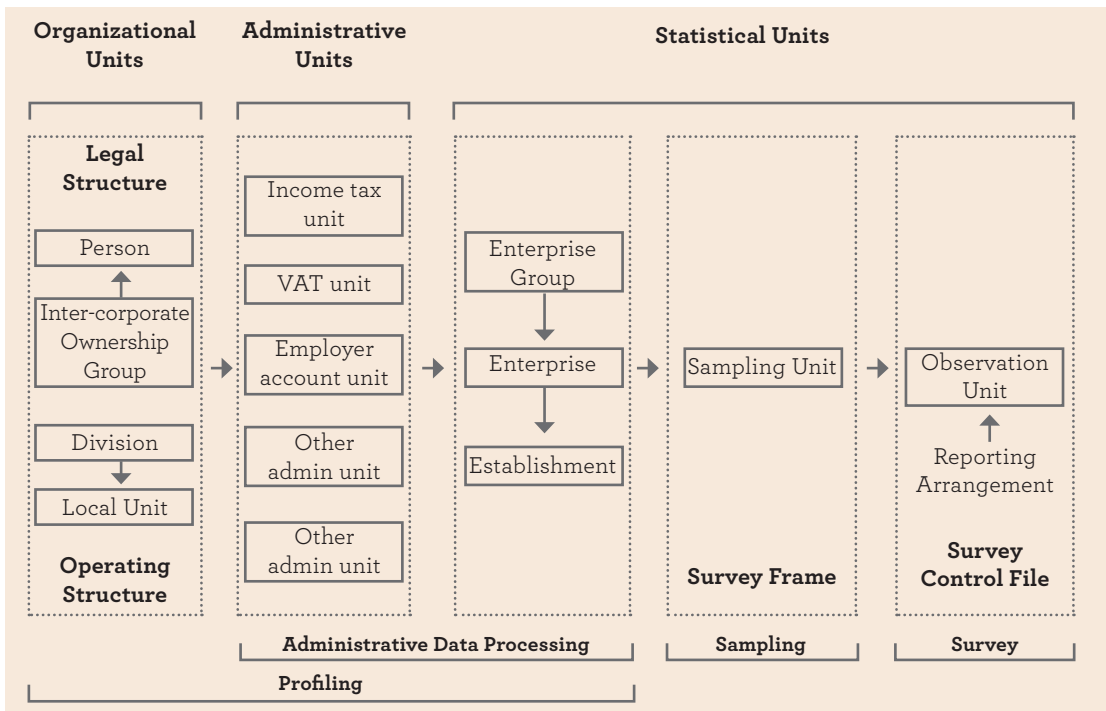 Organizational
Units
Administrative
Units
Statistical Units
Legal
Structure
Person
Inter-corporate
Ownership
Group
Division
Local Unit
Operating
Structure
Income tax
unit
VAT unit
Employer
account unit
Other
admin unit
Other
admin unit
Enterprise
Group
Enterprise
Establishment
Sampling Unit
Survey Frame
Observation
Unit
Reporting
Arrangement
Survey
Control File
Administrative Data Processing
Sampling
Survey
Profiling